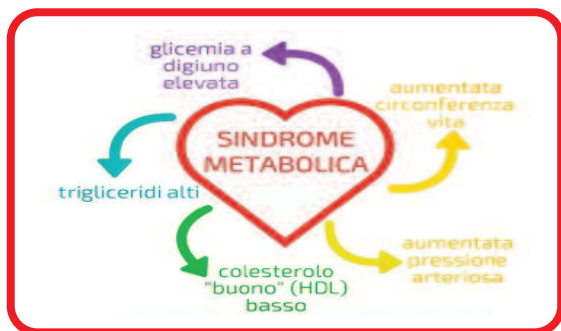 glicemia a
digiuno
elevata
aumentata
circonferenza
vita
SINDROME
METABOLICA
trigliceridi alti
colesterolo
"buono" (HDL)
basso
aumentata
pressione
arteriosa